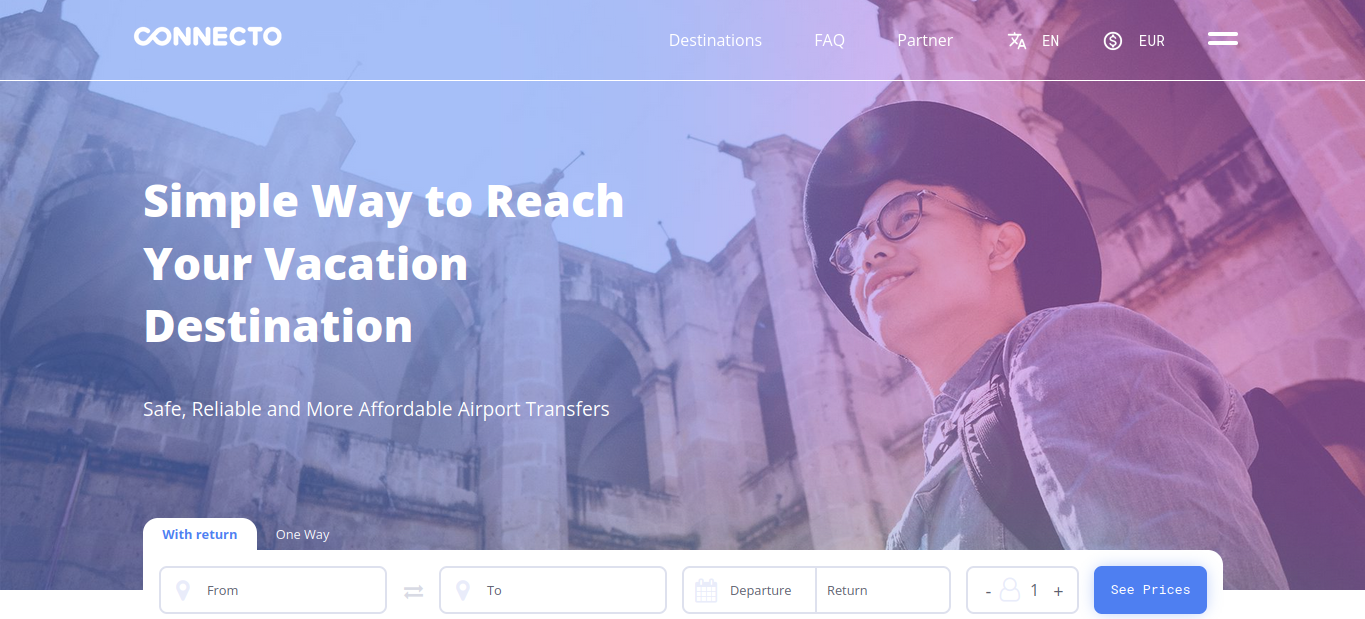 CONNECTO
Destinations FAQ Partner EN EUR
Simple Way to Reach
Your Vacation
Destination
Safe, Reliable and More Affordable Airport Transfers
With return One Way
From To Departure Return - 1 + See Prices